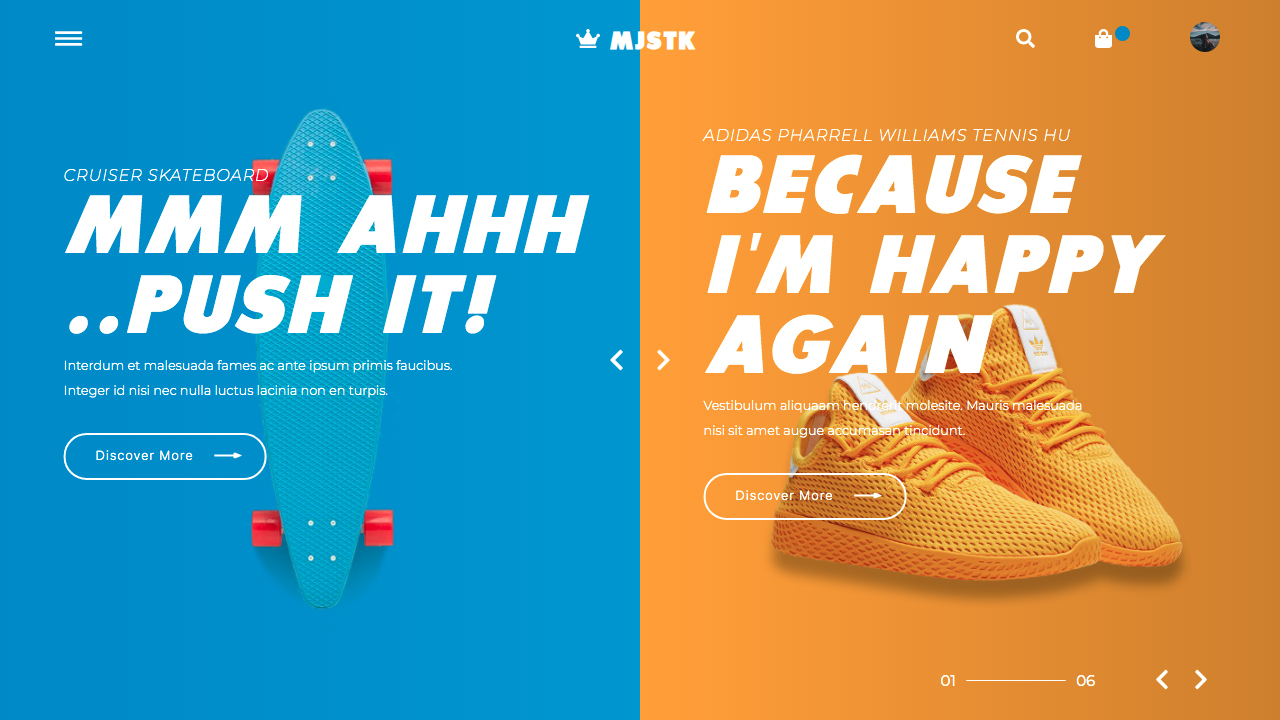 MJSTK
CRUISER SKATEBOARD
MMM AHHH
..PUSH IT!
Interdum et malesuada fames ac ante ipsum primis faucibus.
Integer id nisi nec nulla luctus lacinia non en turpis.
Discover More
ADIDAS PHARRELL WILLIAMS TENNIS HU
BECAUSE
I'M HAPPY
AGAIN
Vestibulum aliquaam hendrerit molesite. Mauris malesuada
nisi sit amet augue accumasan tincidunt.
Discover More
01
06